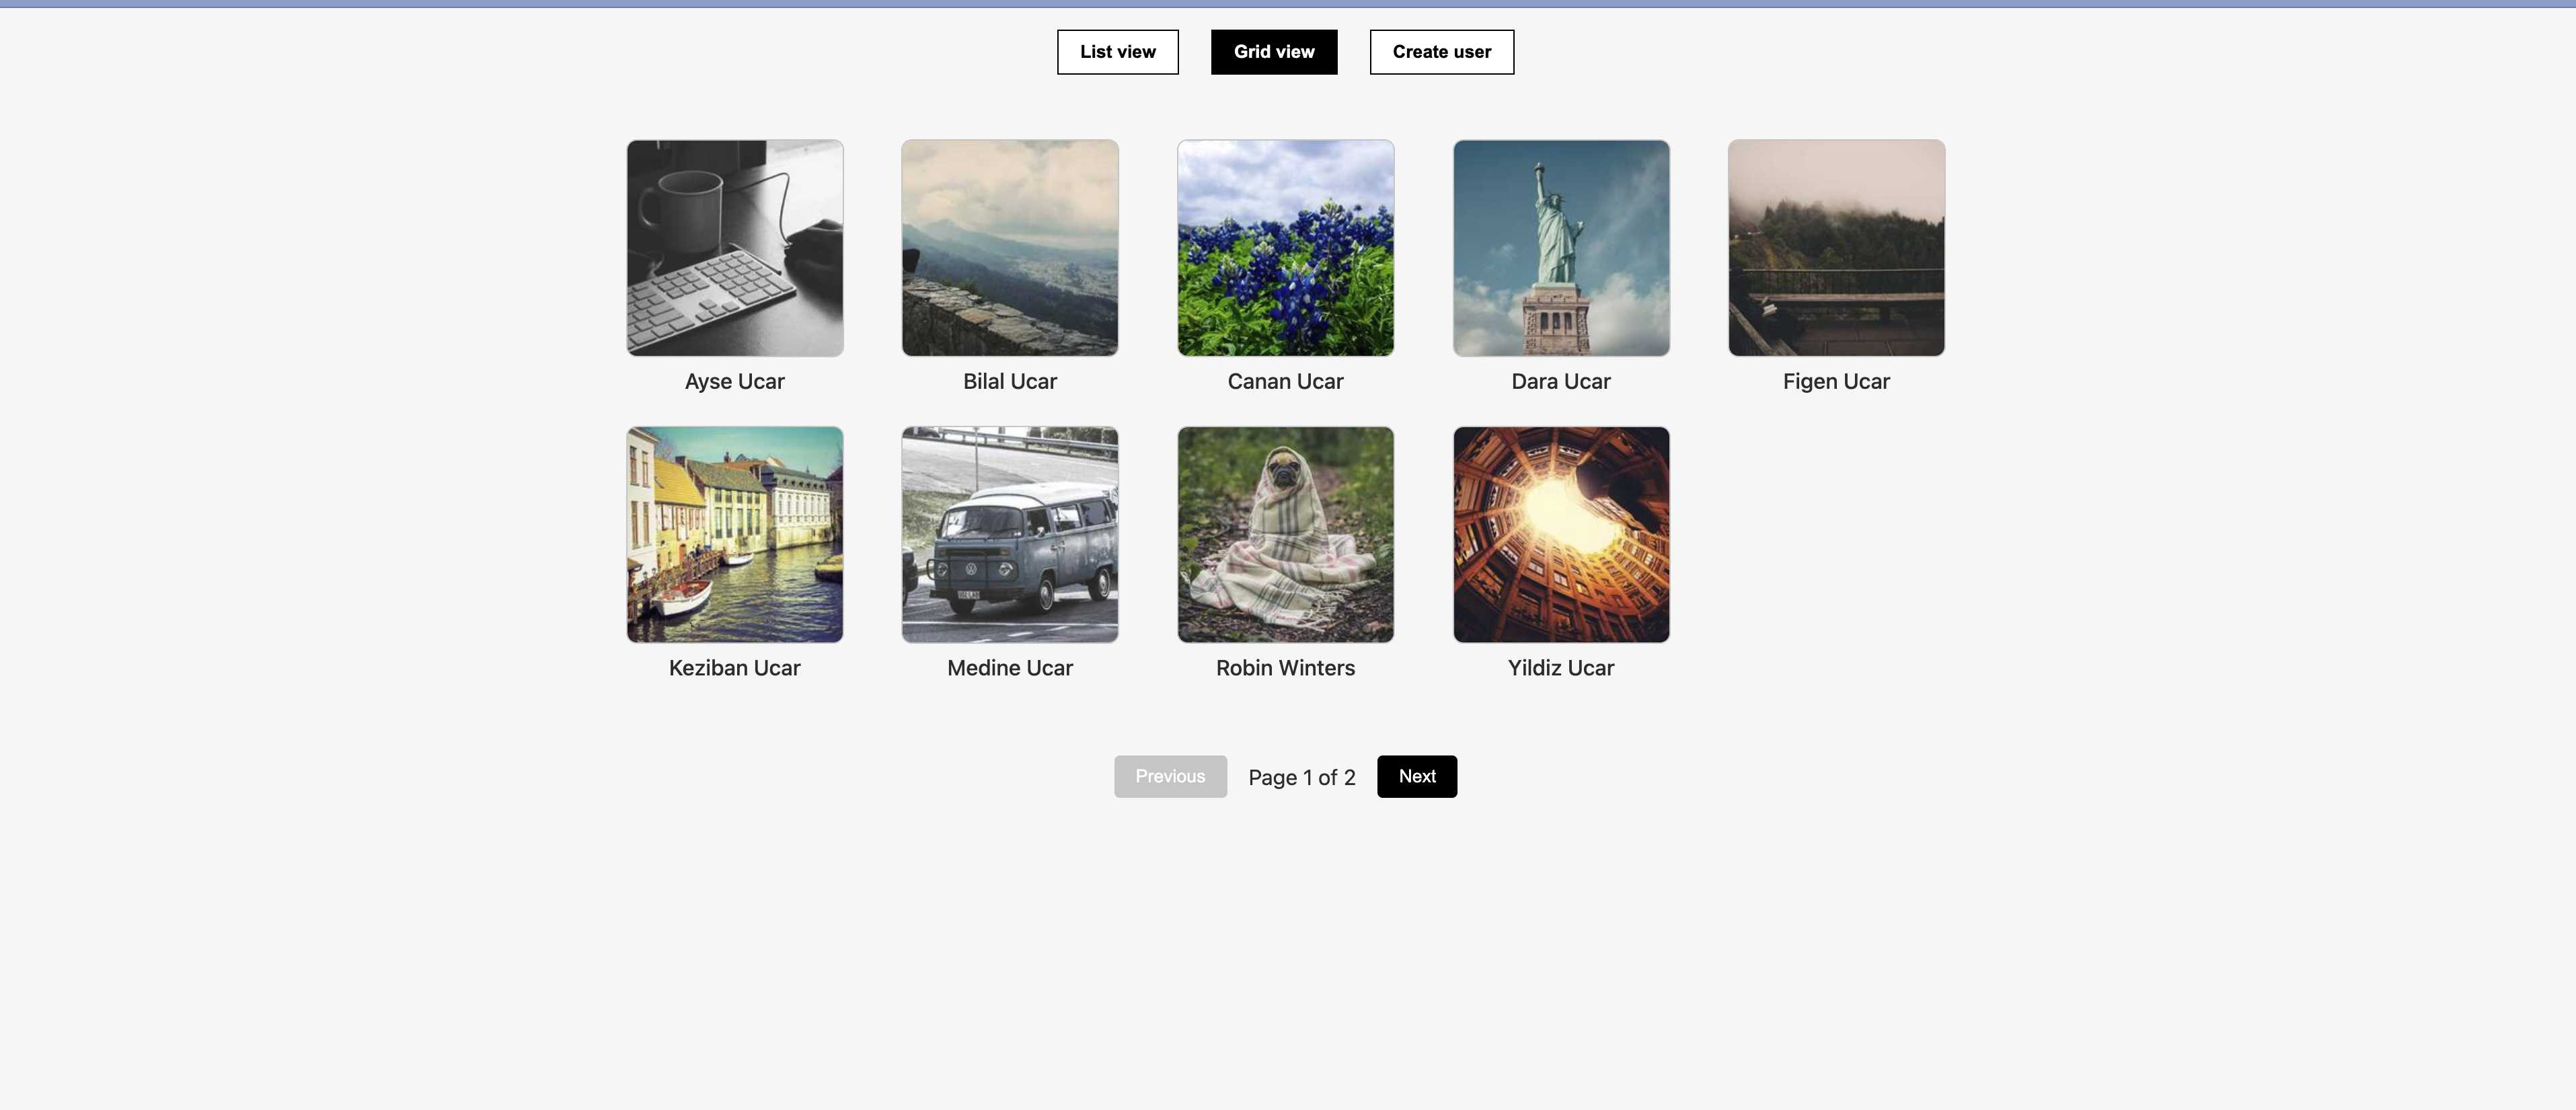 List view
Grid view
Create user
Ayse Ucar
Bilal Ucar
Canan Ucar
Dara Ucar
Figen Ucar
Keziban Ucar
Medine Ucar
Robin Winters
Yildiz Ucar
Previous
Page 1 of 2
Next